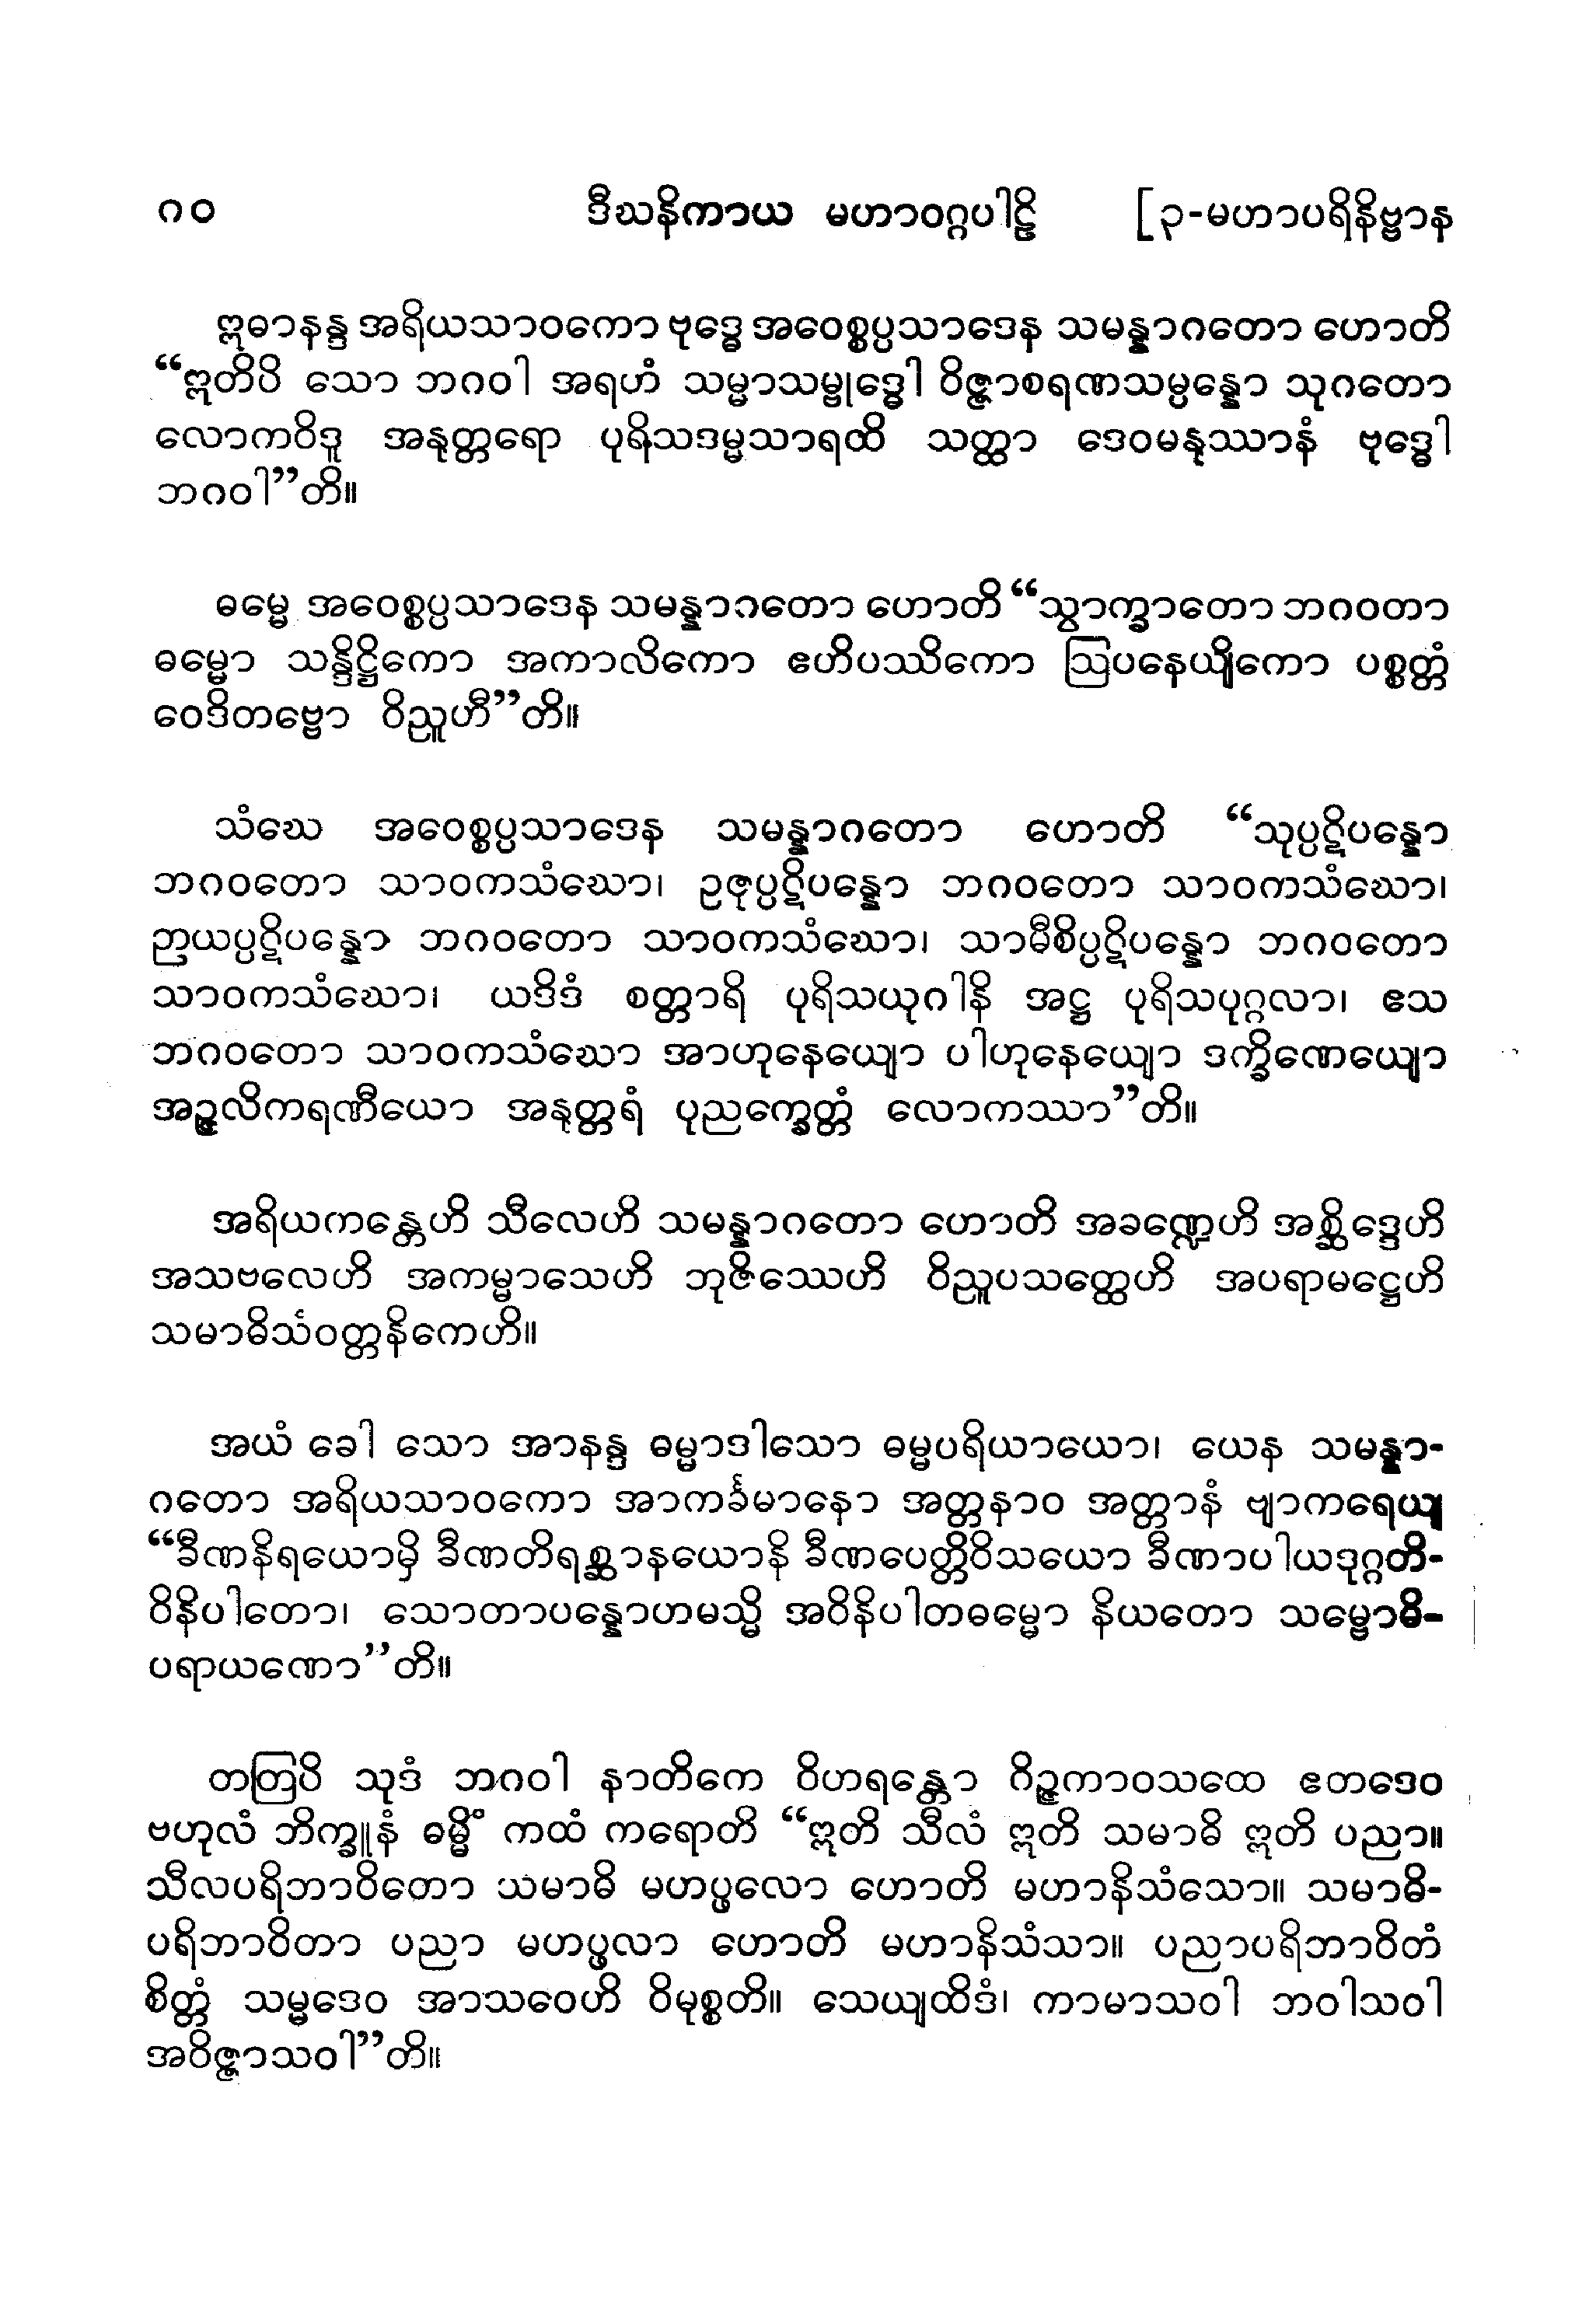 ၈၀ ဒီဃနိကာယ မဟာဝဂ္ဂပါဠိ [၃-မဟာပရိနိဗ္ဗာန
ဣဓာနန္ဒ အရိယသာဝကော ဗုဒ္ဓေ အဝေစ္စပ္ပသာဒေန သမန္နာဂတော ဟောတိ
“ဣတိပိ သော ဘဂဝါ အရဟံ သမ္မာသမ္ဗုဒ္ဓေါ ဝိဇ္ဇာစရဏသမ္ပန္နော သုဂတော
လောကဝိဒူ အနုတ္တရော ပုရိသဒမ္မသာရထိ သတ္ထာ ဒေဝမနုဿာနံ ဗုဒ္ဓေါ
ဘဂဝါ”တိ။
ဓမ္မေ အဝေစ္စပ္ပသာဒေန သမန္နာဂတော ဟောတိ “သွာက္ခာတော ဘဂဝတာ
ဓမ္မော သန္ဒိဋ္ဌိကော အကာလိကော ဧဟိပဿိကော ဩပနေယျိကော ပစ္စတ္တံ
ဝေဒိတဗ္ဗော ဝိညူဟီ”တိ။
သံဃေ အဝေစ္စပ္ပသာဒေန သမန္နာဂတော ဟောတိ “သုပ္ပဋိပန္နော
ဘဂဝတော သာဝကသံဃော၊ ဥဇုပ္ပဋိပန္နော ဘဂဝတော သာဝကသံဃော၊
ဉာယပ္ပဋိပန္နော ဘဂဝတော သာဝကသံဃော၊ သာမီစိပ္ပဋိပန္နော ဘဂဝတော
သာဝကသံဃော၊ ယဒိဒံ စတ္တာရိ ပုရိသယုဂါနိ အဋ္ဌ ပုရိသပုဂ္ဂလာ၊ ဧသ
ဘဂဝတော သာဝကသံဃော အာဟုနေယျော ပါဟုနေယျော ဒက္ခိဏေယျော
အဉ္ဇလိကရဏီယော အနုတ္တရံ ပုညက္ခေတ္တံ လောကဿာ”တိ။
အရိယကန္တေဟိ သီလေဟိ သမန္နာဂတော ဟောတိ အခဏ္ဍေဟိ အစ္ဆိဒ္ဒေဟိ
အသဗလေဟိ အကမ္မာသေဟိ ဘုဇိဿေဟိ ဝိညူပသတ္ထေဟိ အပရာမဋ္ဌေဟိ
သမာဓိသံဝတ္တနိကေဟိ။
အယံ ခေါ သော အာနန္ဒ ဓမ္မာဒါသော ဓမ္မပရိယာယော၊ ယေန သမန္နာ-
ဂတော အရိယသာဝကော အာကင်္ခမာနော အတ္တနာဝ အတ္တာနံ ဗျာကရေယျ
“ခီဏနိရယောမှိ ခီဏတိရစ္ဆာနယောနိ ခီဏပေတ္တိဝိသယော ခီဏာပါယဒုဂ္ဂတိ-
ဝိနိပါတော၊ သောတာပန္နောဟမသ္မိ အဝိနိပါတဓမ္မော နိယတော သမ္ဗောဓိ-
ပရာယဏော”တိ။
တတြပိ သုဒံ ဘဂဝါ နာတိကေ ဝိဟရန္တော ဂိဉ္ဇကာဝသထေ ဧတဒေဝ
ဗဟုလံ ဘိက္ခူနံ ဓမ္မိံ ကထံ ကရောတိ “ဣတိ သီလံ ဣတိ သမာဓိ ဣတိ ပညာ။
သီလပရိဘာဝိတော သမာဓိ မဟပ္ဖလော ဟောတိ မဟာနိသံသော။ သမာဓိ-
ပရိဘာဝိတာ ပညာ မဟပ္ဖလာ ဟောတိ မဟာနိသံသာ။ ပညာပရိဘာဝိတံ
စိတ္တံ သမ္မဒေဝ အာသဝေဟိ ဝိမုစ္စတိ။ သေယျထိဒံ၊ ကာမာသဝါ ဘဝါသဝါ
အဝိဇ္ဇာသဝါ”တိ။